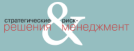 стратегические & риск-
решения менеджмент